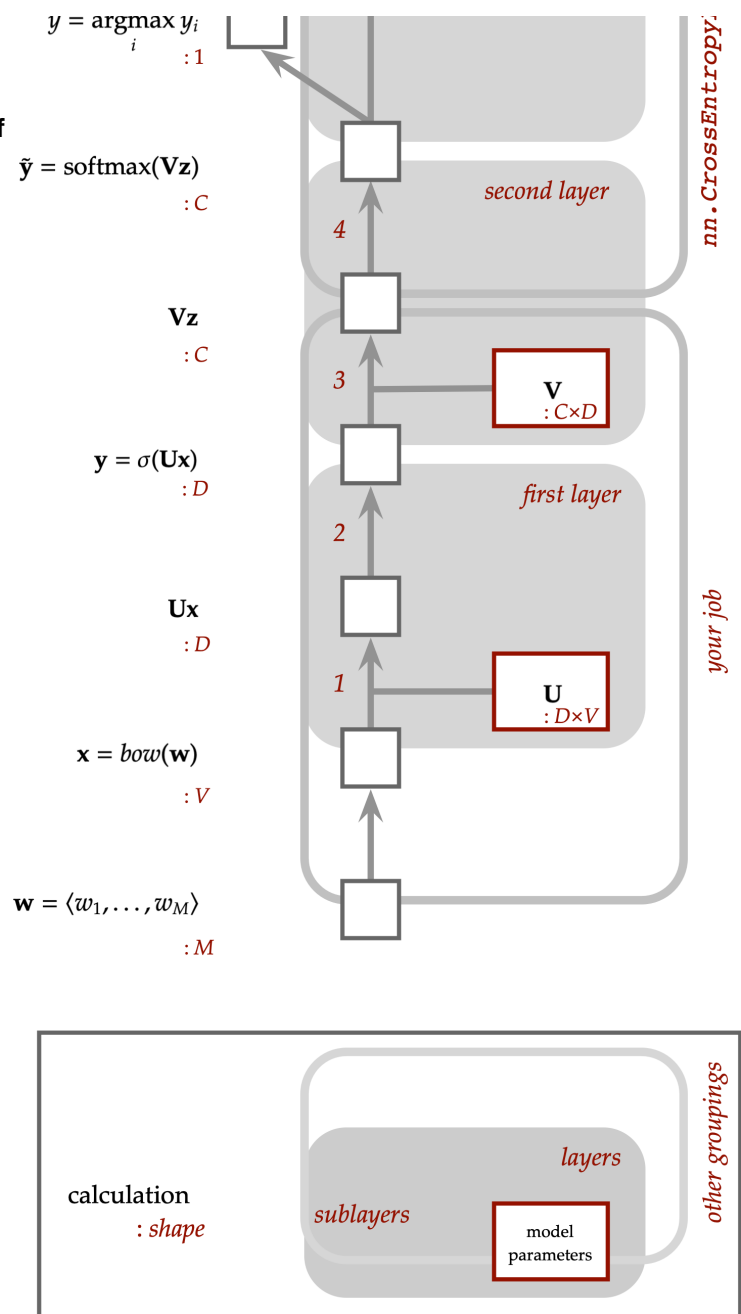 y = argmax y_i
i
: 1
f
ỹ = softmax(Vz)
: C
second layer
nn.CrossEntropy
4
Vz
: C
3
V
: C×D
y = σ(Ux)
: D
first layer
2
Ux
: D
your job
1
U
: D×V
x = bow(w)
: V
w = ⟨w₁, . . . , w_M⟩
: M
other groupings
layers
calculation
: shape
sublayers
model
parameters